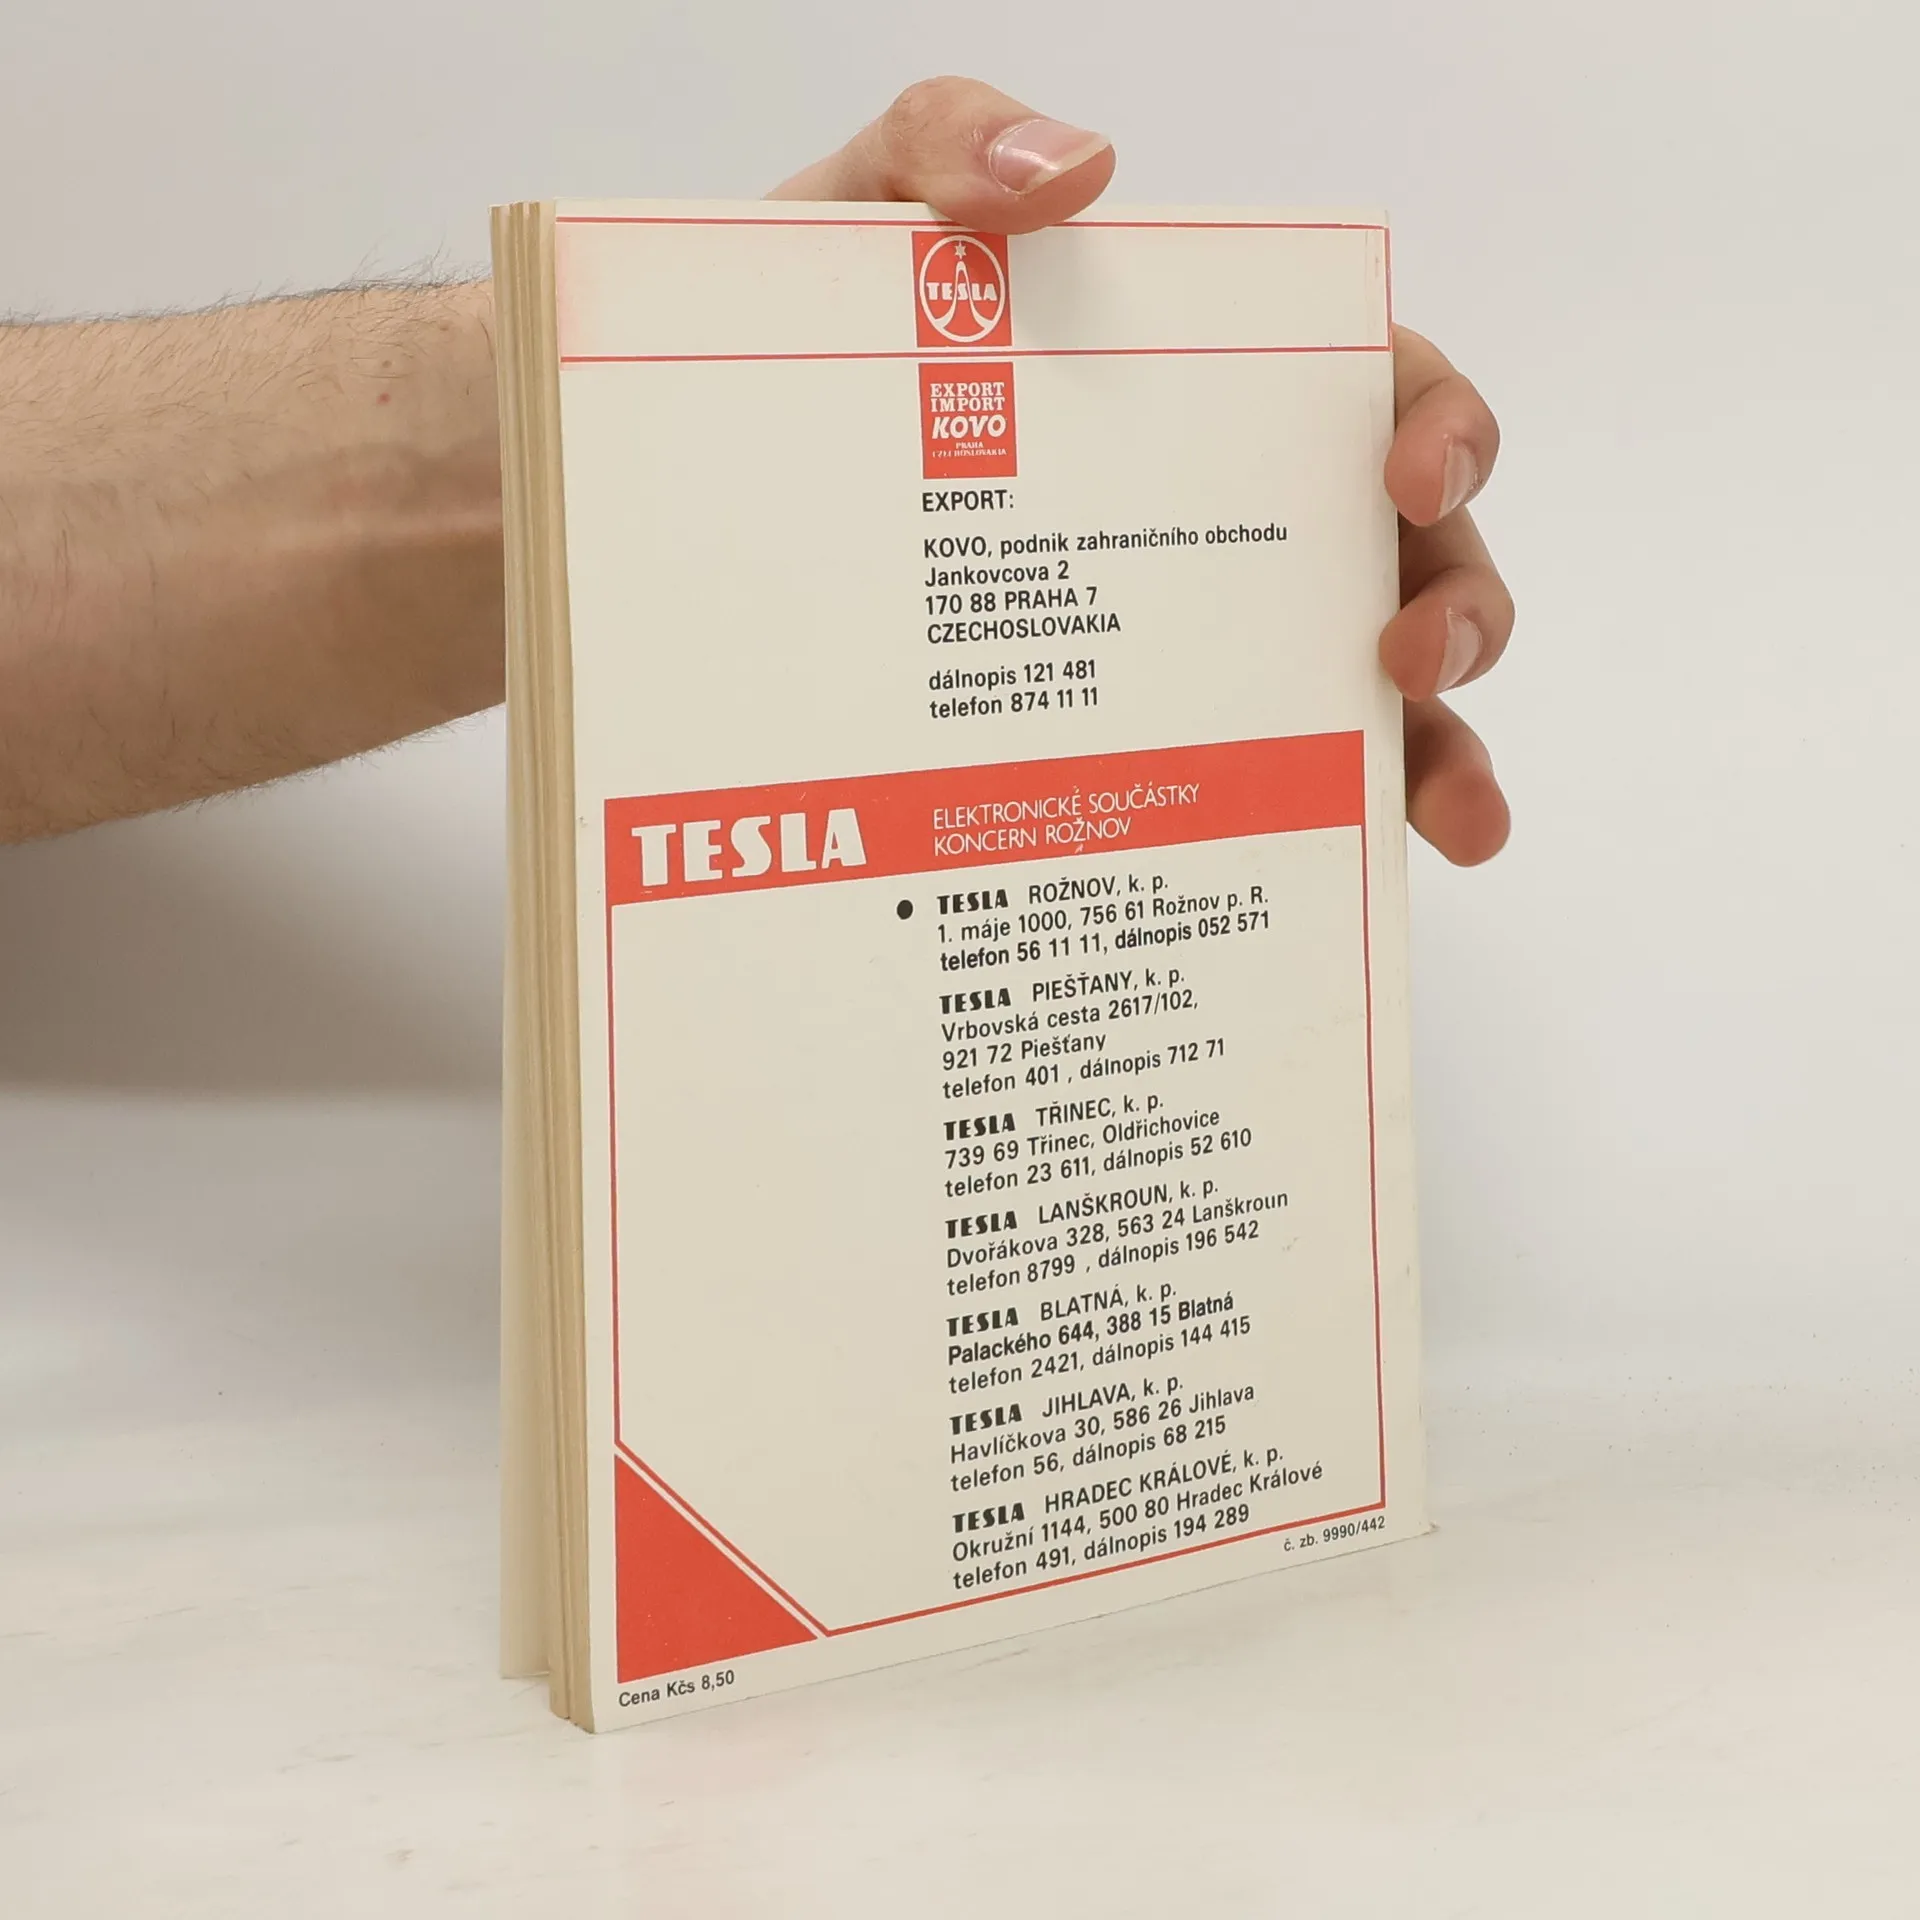 TESLA
EXPORT
IMPORT
KOVO
PRAHA
CZECHOSLOVAKIA
EXPORT:
KOVO, podnik zahraničního obchodu
Jankovcova 2
170 88 PRAHA 7
CZECHOSLOVAKIA
dálnopis 121 481
telefon 874 11 11
TESLA
ELEKTRONICKÉ SOUČÁSTKY
KONCERN ROŽNOV
● TESLA ROŽNOV, k. p.
1. máje 1000, 756 61 Rožnov p. R.
telefon 56 11 11, dálnopis 052 571
TESLA PIEŠŤANY, k. p.
Vrbovská cesta 2617/102,
921 72 Piešťany
telefon 401 , dálnopis 712 71
TESLA TŘINEC, k. p.
739 69 Třinec, Oldřichovice
telefon 23 611, dálnopis 52 610
TESLA LANŠKROUN, k. p.
Dvořákova 328, 563 24 Lanškroun
telefon 8799 , dálnopis 196 542
TESLA BLATNÁ, k. p.
Palackého 644, 388 15 Blatná
telefon 2421, dálnopis 144 415
TESLA JIHLAVA, k. p.
Havlíčkova 30, 586 26 Jihlava
telefon 56, dálnopis 68 215
TESLA HRADEC KRÁLOVÉ, k. p.
Okružní 1144, 500 80 Hradec Králové
telefon 491, dálnopis 194 289
č. zb. 9990/442
Cena Kčs 8,50